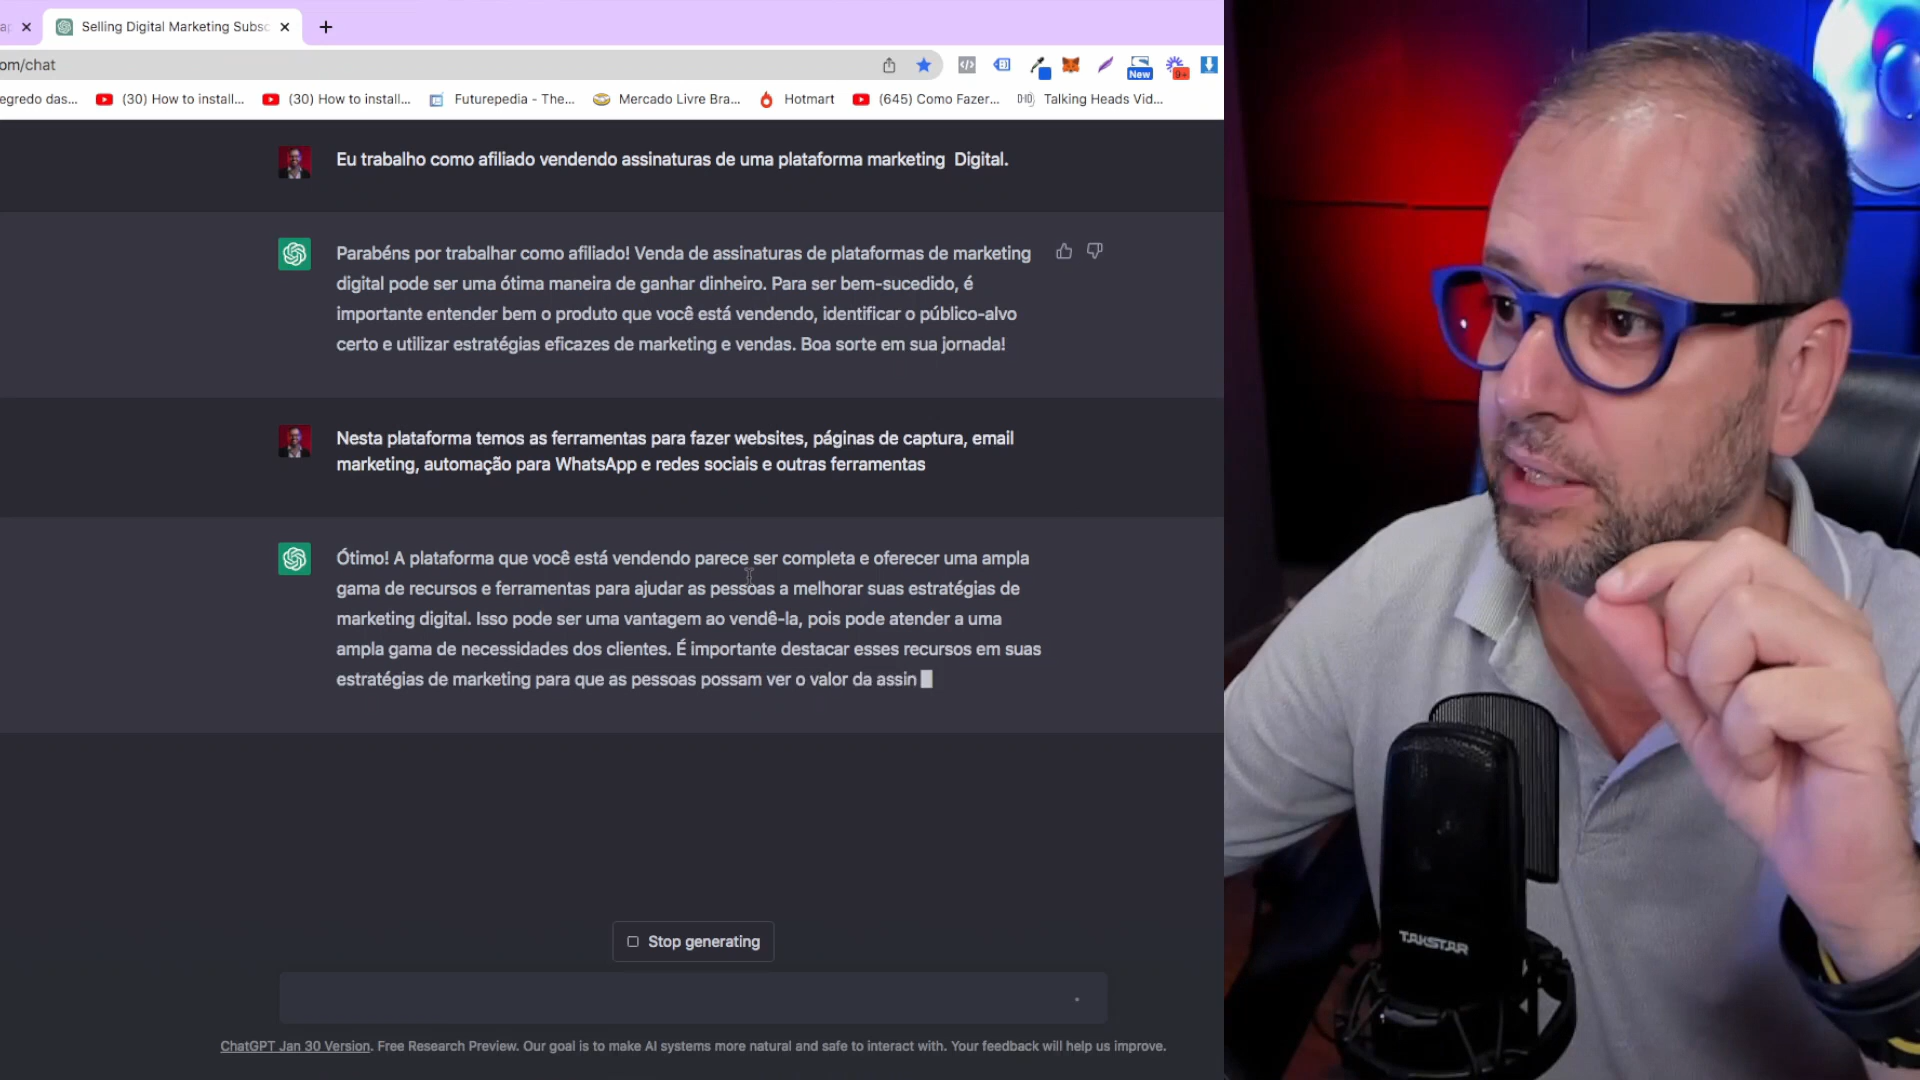 Selling Digital Marketing Subsc
om/chat
New
9+
egredo das...
(30) How to install...
(30) How to install...
Futurepedia - The...
Mercado Livre Bra...
Hotmart
(645) Como Fazer...
Talking Heads Vid...
Eu trabalho como afiliado vendendo assinaturas de uma plataforma marketing Digital.
Parabéns por trabalhar como afiliado! Venda de assinaturas de plataformas de marketing
digital pode ser uma ótima maneira de ganhar dinheiro. Para ser bem-sucedido, é
importante entender bem o produto que você está vendendo, identificar o público-alvo
certo e utilizar estratégias eficazes de marketing e vendas. Boa sorte em sua jornada!
Nesta plataforma temos as ferramentas para fazer websites, páginas de captura, email
marketing, automação para WhatsApp e redes sociais e outras ferramentas
Ótimo! A plataforma que você está vendendo parece ser completa e oferecer uma ampla
gama de recursos e ferramentas para ajudar as pessoas a melhorar suas estratégias de
marketing digital. Isso pode ser uma vantagem ao vendê-la, pois pode atender a uma
ampla gama de necessidades dos clientes. É importante destacar esses recursos em suas
estratégias de marketing para que as pessoas possam ver o valor da assin
Stop generating
ChatGPT Jan 30 Version. Free Research Preview. Our goal is to make AI systems more natural and safe to interact with. Your feedback will help us improve.
TAKSTAR